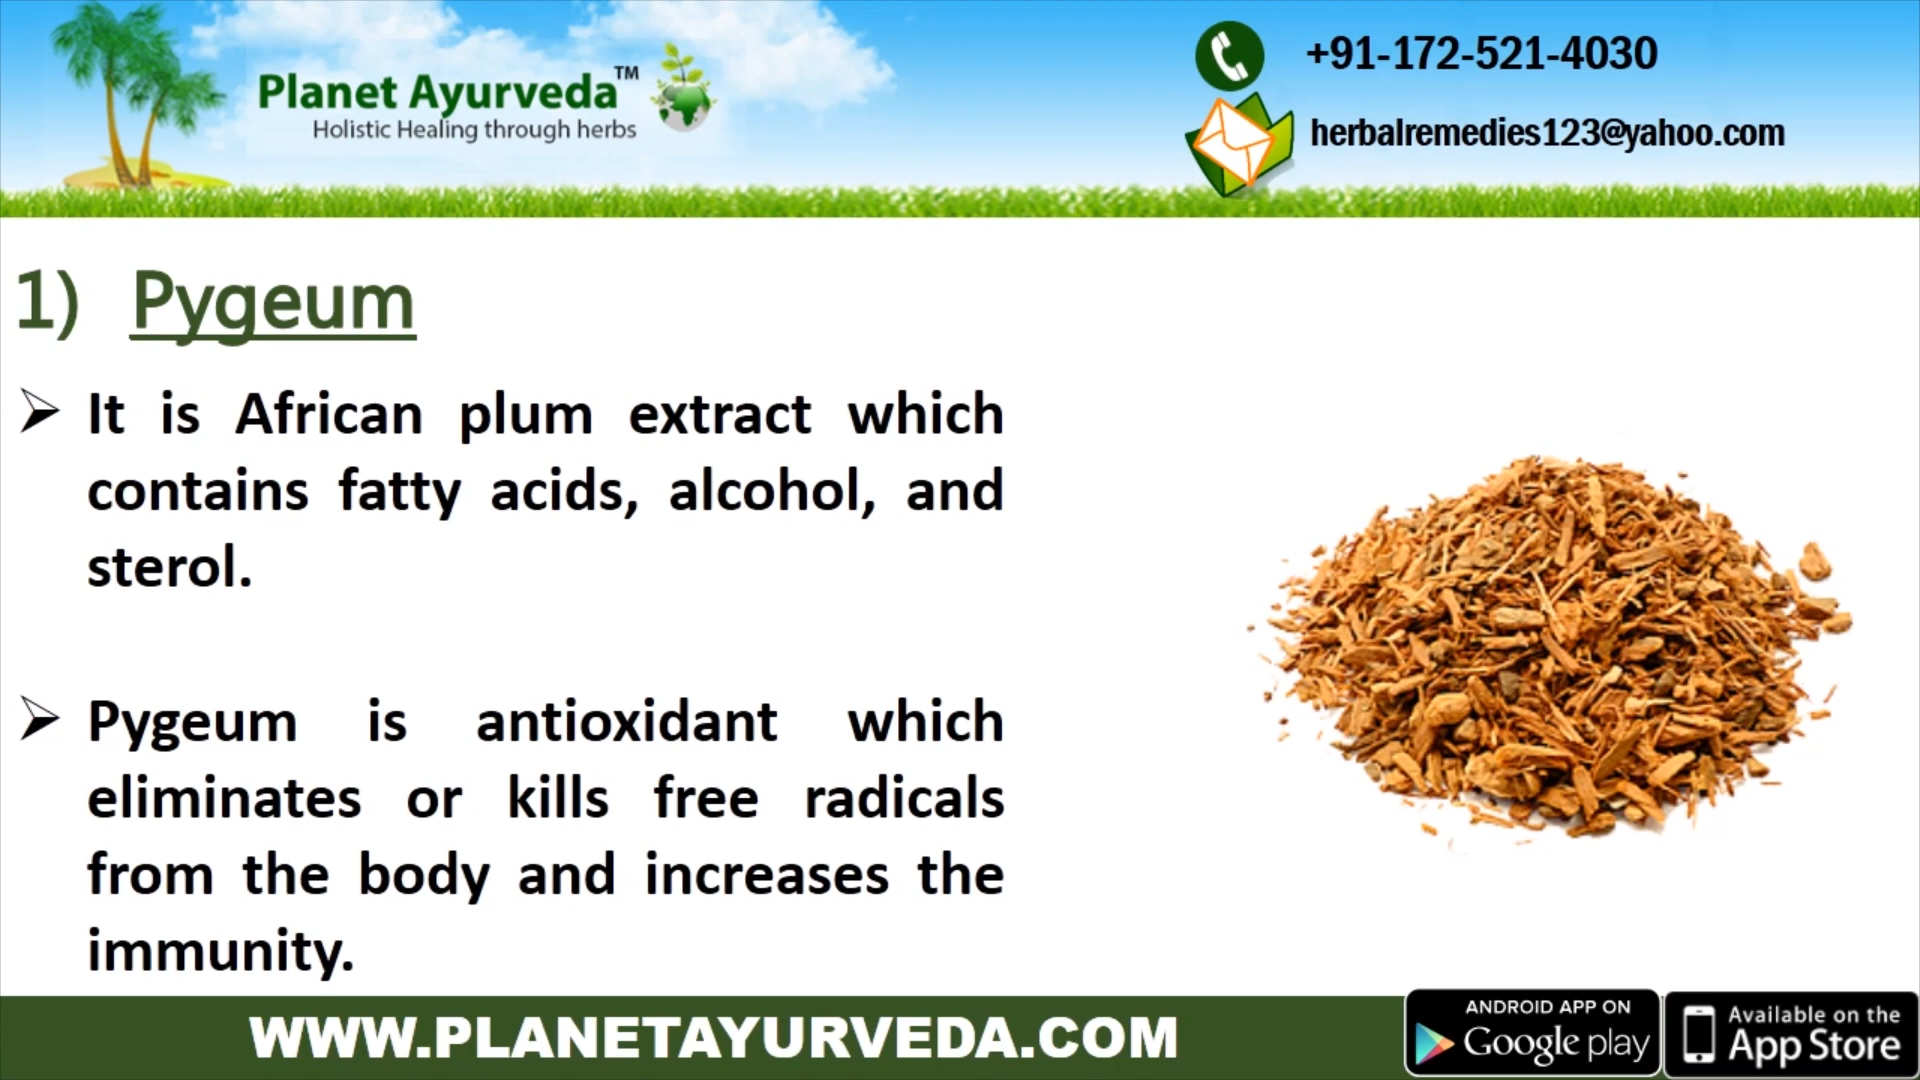 Planet Ayurveda™
Holistic Healing through herbs
+91-172-521-4030
herbalremedies123@yahoo.com
1) Pygeum
➢ It is African plum extract which
contains fatty acids, alcohol, and
sterol.
➢ Pygeum is antioxidant which
eliminates or kills free radicals
from the body and increases the
immunity.
WWW.PLANETAYURVEDA.COM
ANDROID APP ON
Google play
Available on the
App Store